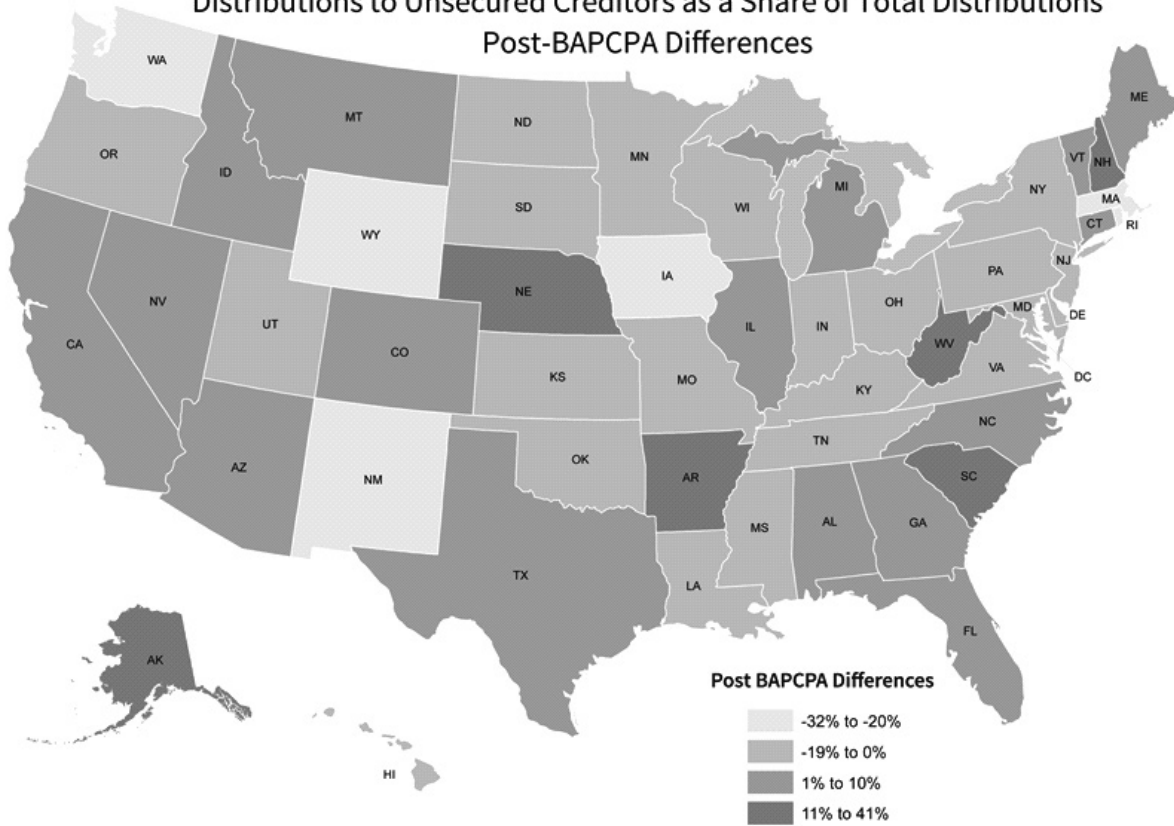 Distributions to Unsecured Creditors as a Share of Total Distributions
Post-BAPCPA Differences
WA
MT
ND
MN
ME
OR
ID
SD
WI
MI
VT
NH
NY
MA
WY
CT
RI
IA
NE
NJ
PA
NV
UT
CO
IL
IN
OH
MD
DE
WV
CA
KS
MO
KY
VA
DC
NC
TN
AZ
NM
OK
AR
SC
MS
AL
GA
TX
LA
FL
AK
HI
Post BAPCPA Differences
-32% to -20%
-19% to 0%
1% to 10%
11% to 41%